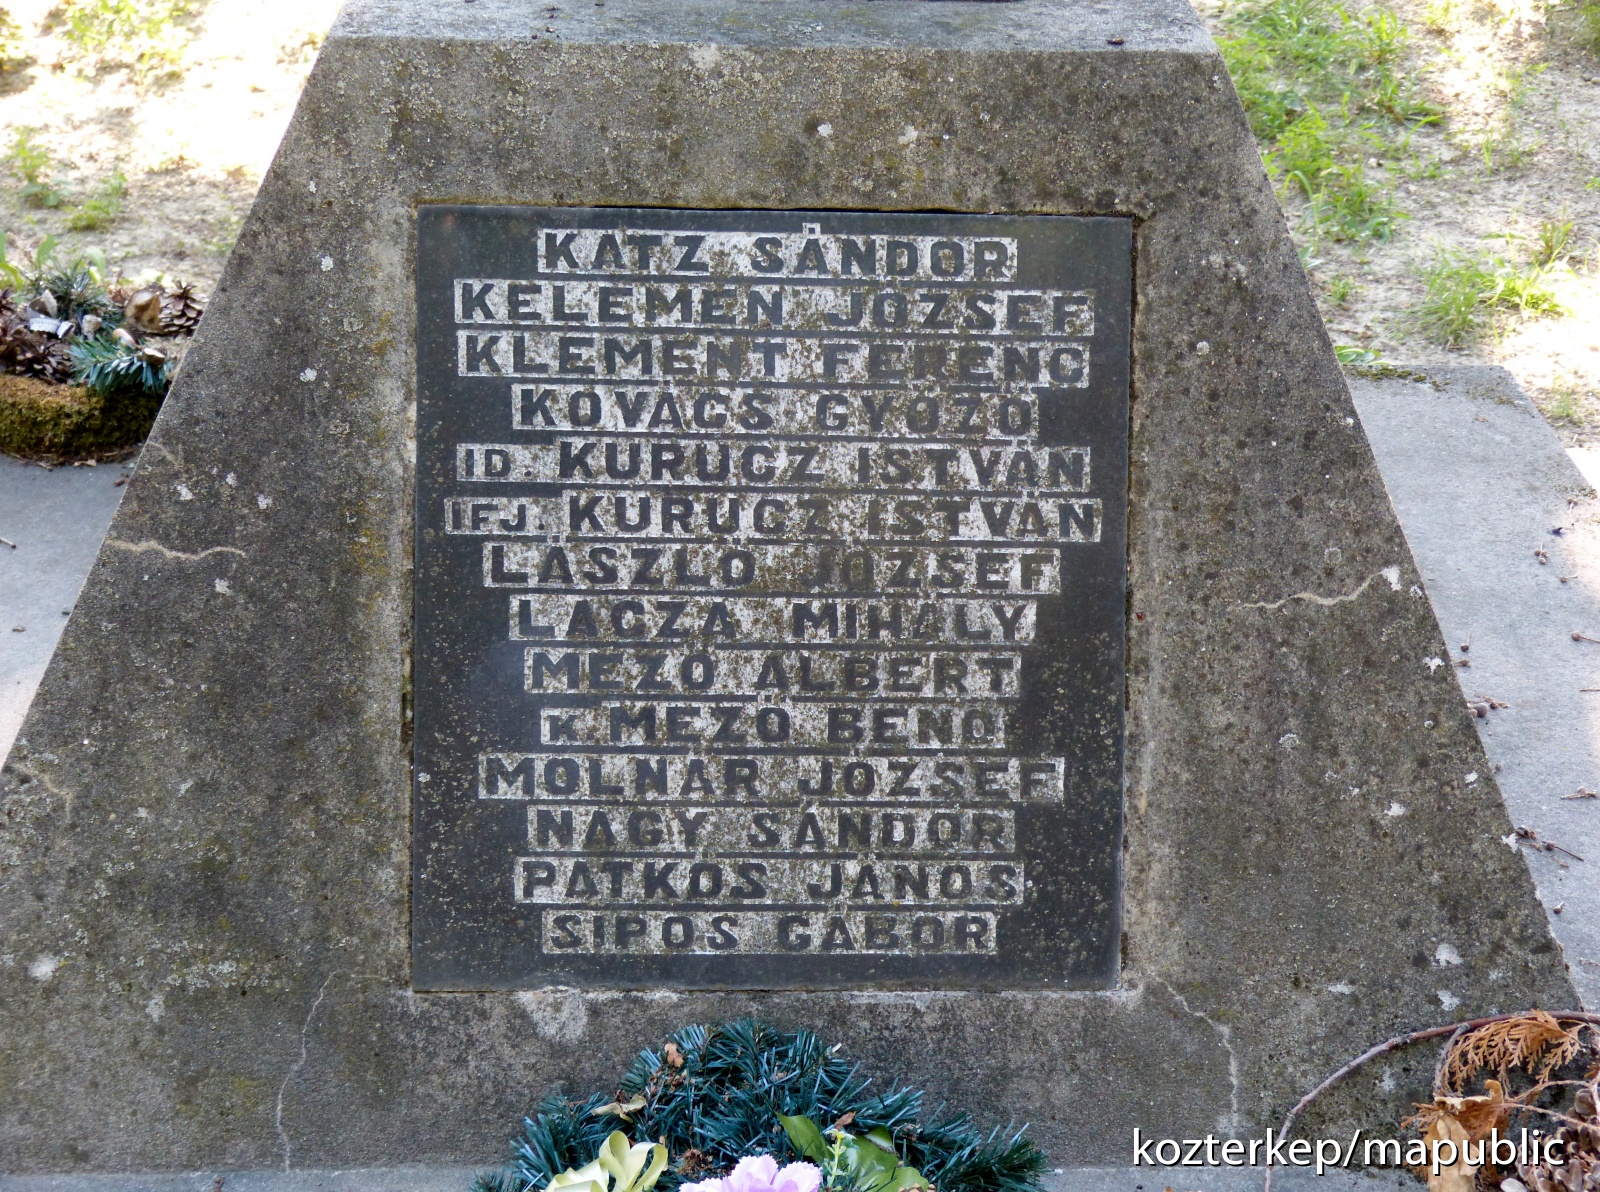 KATZ SÁNDOR
KELEMEN JÓZSEF
KLEMENT FERENC
KOVÁCS GYŐZŐ
ID. KURUCZ ISTVÁN
IFJ. KURUCZ ISTVÁN
LÁSZLÓ JÓZSEF
LACZA MIHÁLY
MEZŐ ALBERT
K. MEZŐ BENŐ
MOLNÁR JÓZSEF
NAGY SÁNDOR
PATKÓS JÁNOS
SIPOS GÁBOR
kozterkep/mapublic